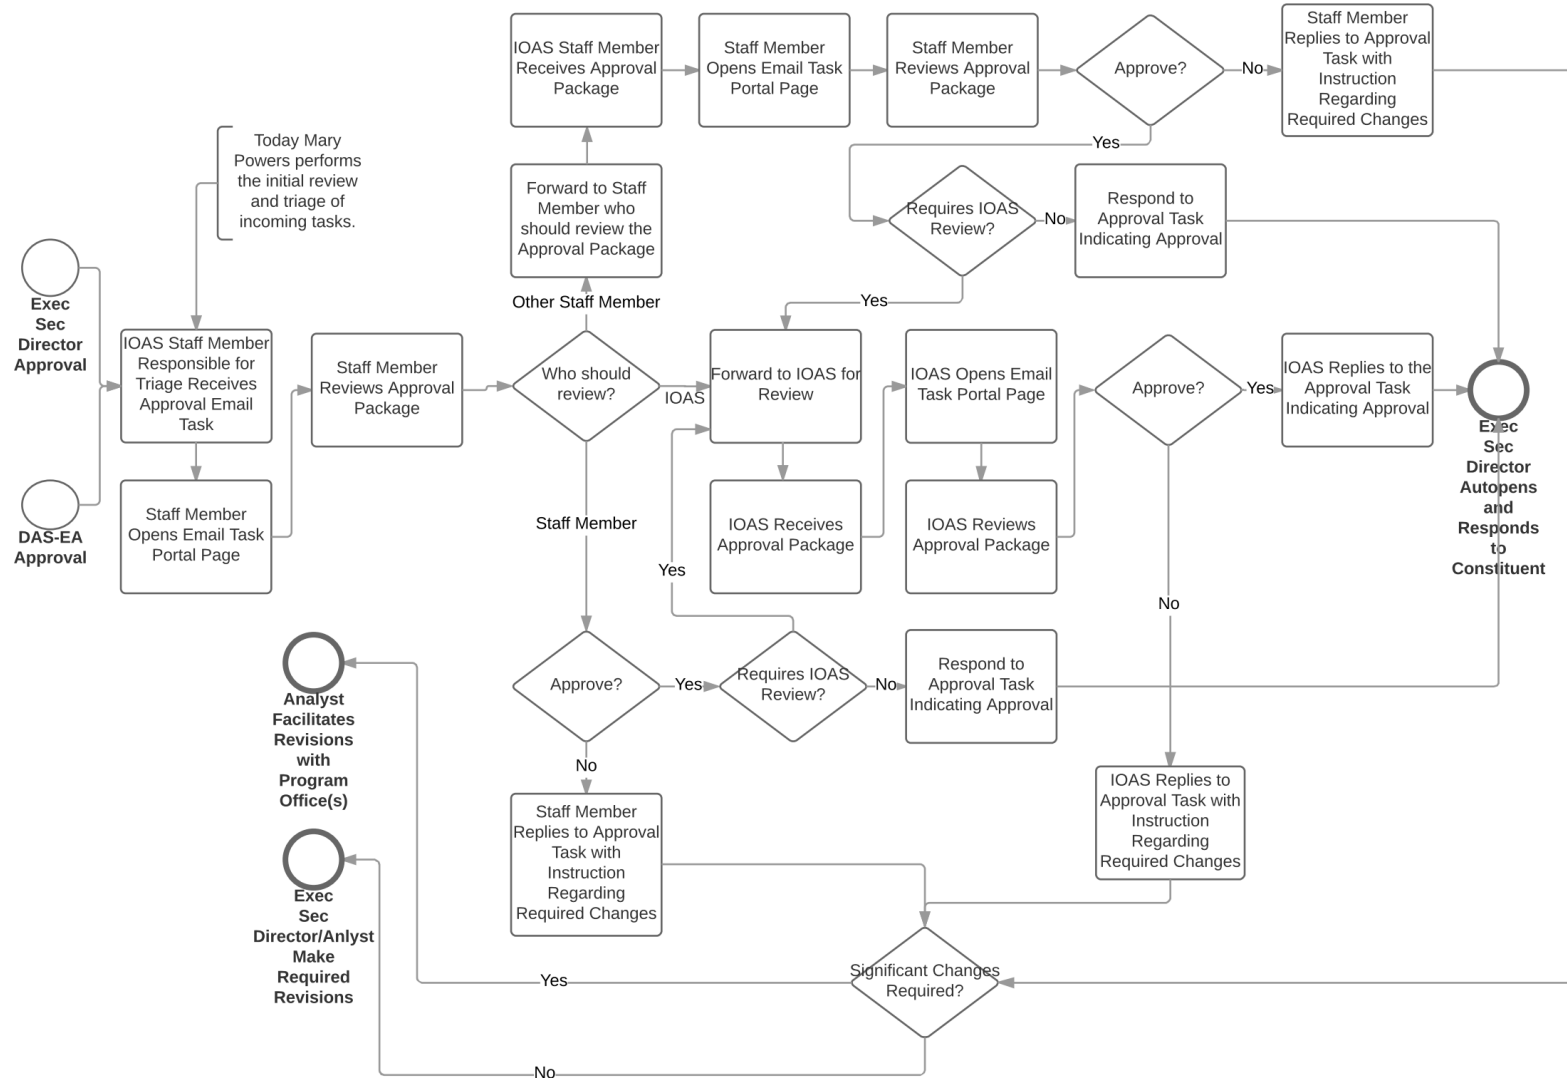 IOAS Staff Member
Receives Approval
Package
Staff Member
Opens Email Task
Portal Page
Staff Member
Reviews Approval
Package
Approve?
No
Staff Member
Replies to Approval
Task with
Instruction
Regarding
Required Changes
Yes
Today Mary
Powers performs
the initial review
and triage of
incoming tasks.
Forward to Staff
Member who
should review the
Approval Package
Requires IOAS
Review?
No
Respond to
Approval Task
Indicating Approval
Other Staff Member
Yes
Exec
Sec
Director
Approval
IOAS Staff Member
Responsible for
Triage Receives
Approval Email
Task
Staff Member
Reviews Approval
Package
Who should
review?
IOAS
Forward to IOAS for
Review
IOAS Opens Email
Task Portal Page
Approve?
Yes
IOAS Replies to the
Approval Task
Indicating Approval
Exec
Sec
Director
Autopens
and
Responds
to
Constituent
DAS-EA
Approval
Staff Member
Opens Email Task
Portal Page
Staff Member
Yes
IOAS Receives
Approval Package
IOAS Reviews
Approval Package
No
Analyst
Facilitates
Revisions
with
Program
Office(s)
Approve?
Yes
Requires IOAS
Review?
No
Respond to
Approval Task
Indicating Approval
No
Staff Member
Replies to Approval
Task with
Instruction
Regarding
Required Changes
IOAS Replies to
Approval Task with
Instruction
Regarding
Required Changes
Exec
Sec
Director/Anlyst
Make
Required
Revisions
Yes
Significant Changes
Required?
No